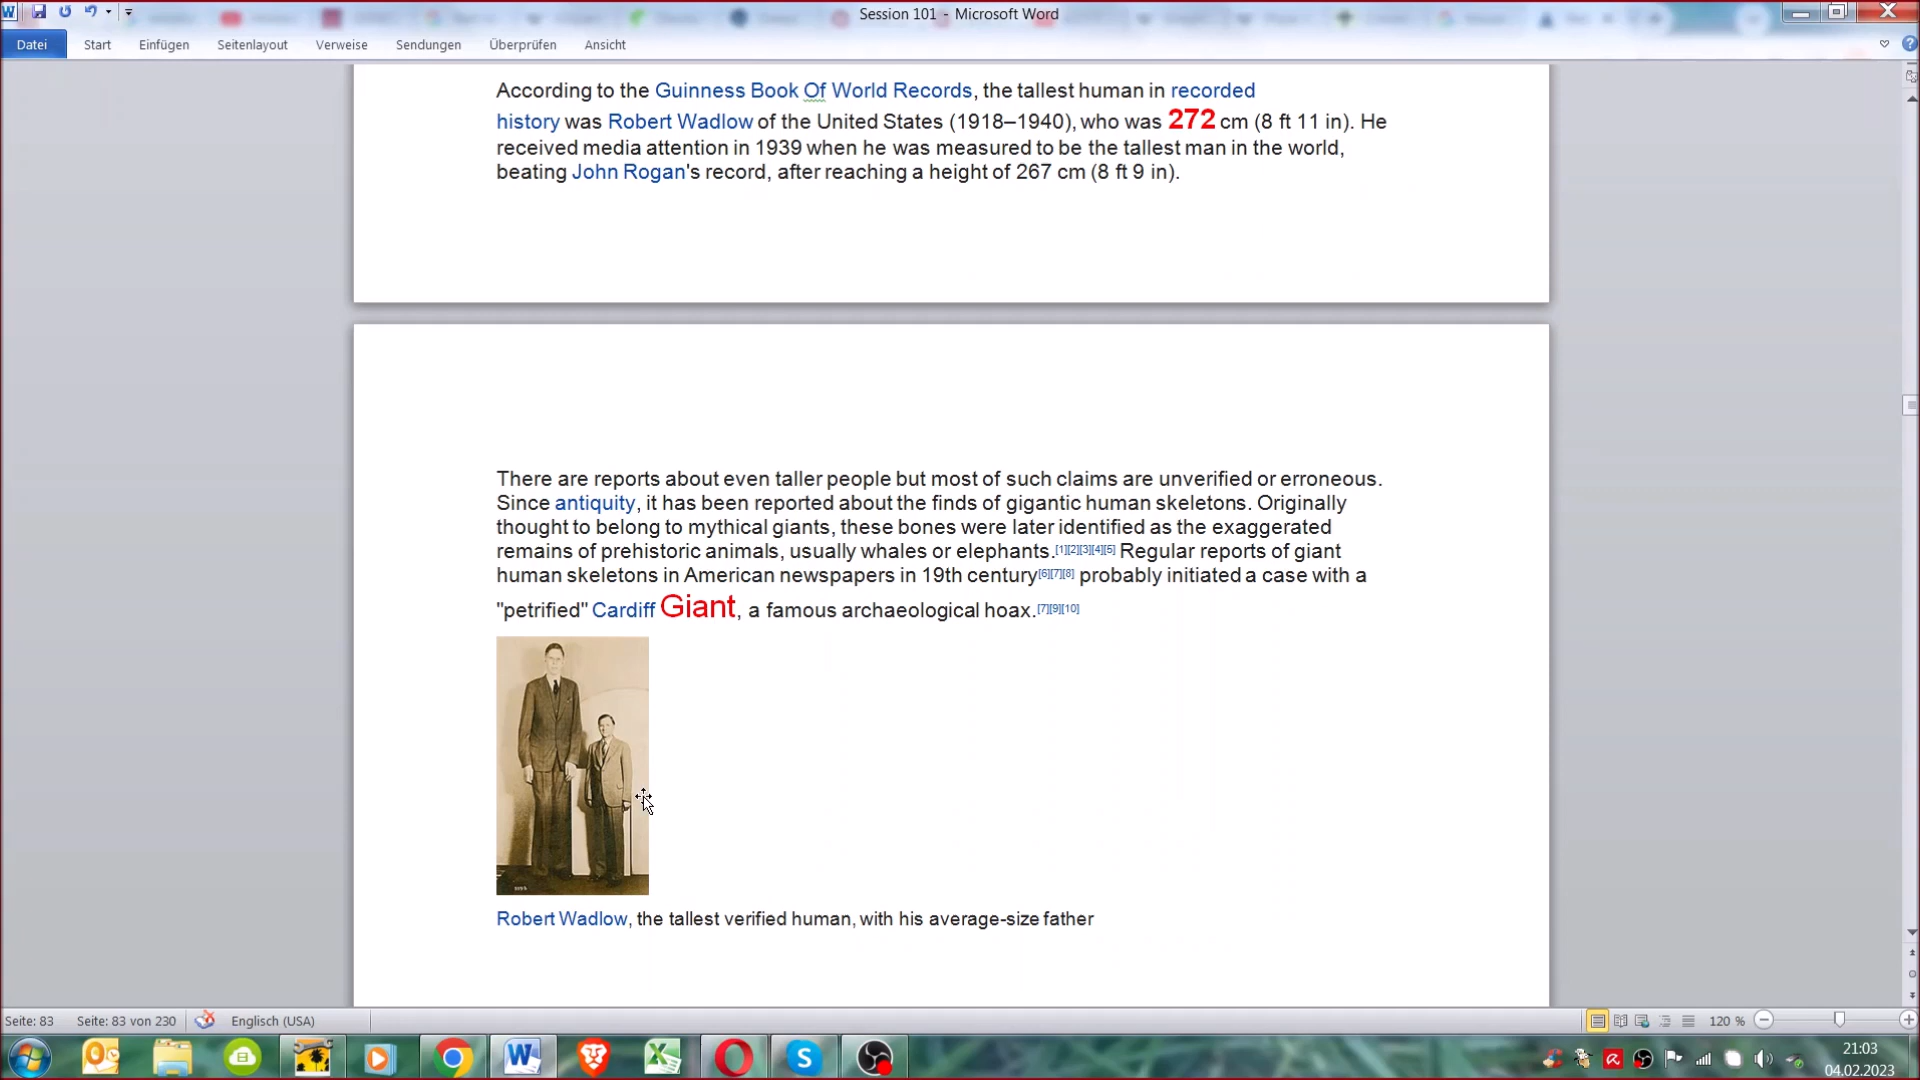 Session 101 - Microsoft Word
Datei Start Einfügen Seitenlayout Verweise Sendungen Überprüfen Ansicht
According to the Guinness Book Of World Records, the tallest human in recorded
history was Robert Wadlow of the United States (1918–1940), who was 272 cm (8 ft 11 in). He
received media attention in 1939 when he was measured to be the tallest man in the world,
beating John Rogan's record, after reaching a height of 267 cm (8 ft 9 in).
There are reports about even taller people but most of such claims are unverified or erroneous.
Since antiquity, it has been reported about the finds of gigantic human skeletons. Originally
thought to belong to mythical giants, these bones were later identified as the exaggerated
remains of prehistoric animals, usually whales or elephants.[1][2][3][4][5] Regular reports of giant
human skeletons in American newspapers in 19th century[6][7][8] probably initiated a case with a
"petrified" Cardiff Giant, a famous archaeological hoax.[7][9][10]
Robert Wadlow, the tallest verified human, with his average-size father
Seite: 83 Seite: 83 von 230 Englisch (USA) 120 %
21:03
04.02.2023